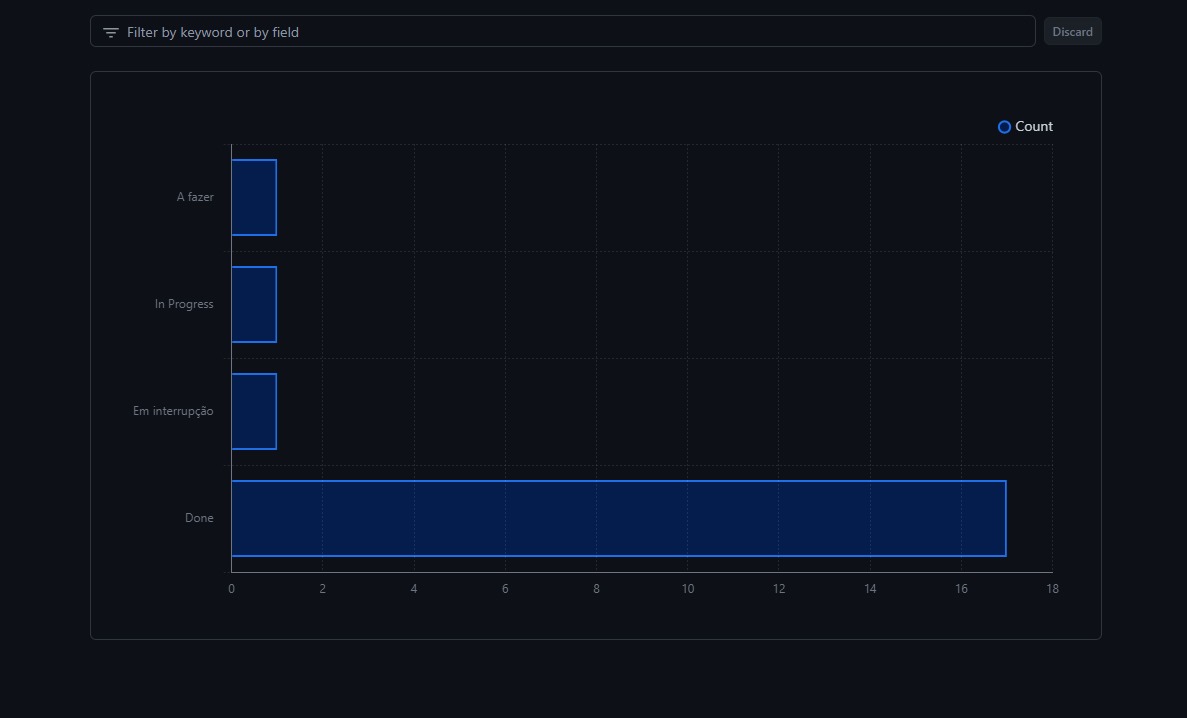 Filter by keyword or by field
Discard
Count
A fazer
In Progress
Em interrupção
Done
0 2 4 6 8 10 12 14 16 18